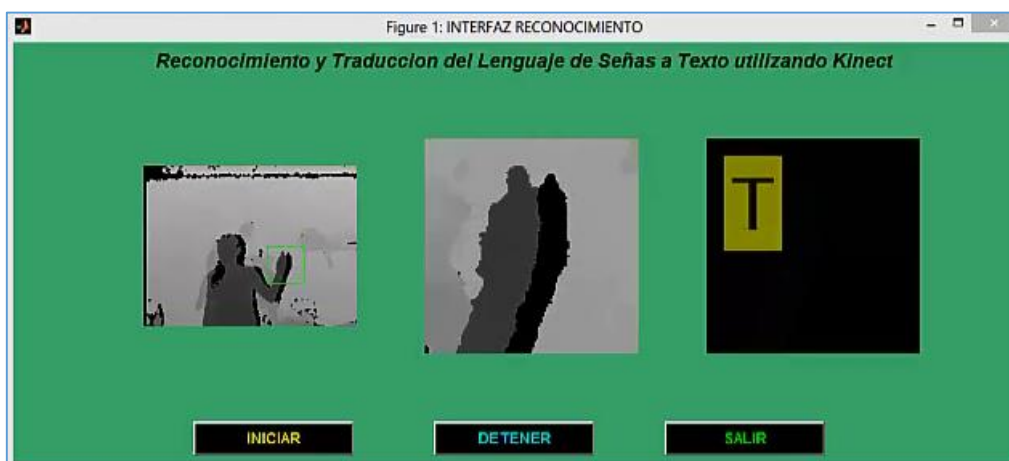 Figure 1: INTERFAZ RECONOCIMIENTO
Reconocimiento y Traduccion del Lenguaje de Señas a Texto utilizando Kinect
T
INICIAR
DETENER
SALIR